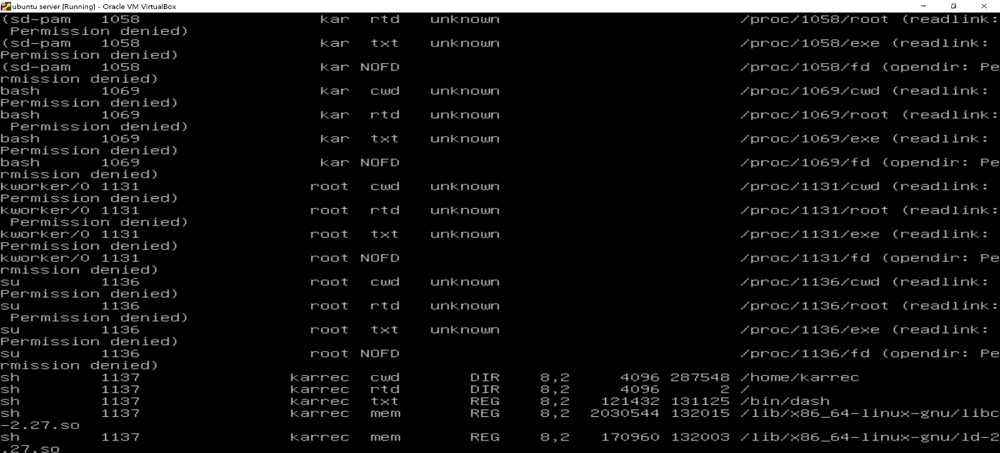 ubuntu server [Running] - Oracle VM VirtualBox
(sd-pam   1058                  kar  rtd   unknown                        /proc/1058/root (readlink:
 Permission denied)
(sd-pam   1058                  kar  txt   unknown                        /proc/1058/exe (readlink:
Permission denied)
(sd-pam   1058                  kar NOFD                                  /proc/1058/fd (opendir: Pe
rmission denied)
bash      1069                  kar  cwd   unknown                        /proc/1069/cwd (readlink:
Permission denied)
bash      1069                  kar  rtd   unknown                        /proc/1069/root (readlink:
 Permission denied)
bash      1069                  kar  txt   unknown                        /proc/1069/exe (readlink:
Permission denied)
bash      1069                  kar NOFD                                  /proc/1069/fd (opendir: Pe
rmission denied)
kworker/0 1131                 root  cwd   unknown                        /proc/1131/cwd (readlink:
Permission denied)
kworker/0 1131                 root  rtd   unknown                        /proc/1131/root (readlink:
 Permission denied)
kworker/0 1131                 root  txt   unknown                        /proc/1131/exe (readlink:
Permission denied)
kworker/0 1131                 root NOFD                                  /proc/1131/fd (opendir: Pe
rmission denied)
su        1136                 root  cwd   unknown                        /proc/1136/cwd (readlink:
Permission denied)
su        1136                 root  rtd   unknown                        /proc/1136/root (readlink:
 Permission denied)
su        1136                 root  txt   unknown                        /proc/1136/exe (readlink:
Permission denied)
su        1136                 root NOFD                                  /proc/1136/fd (opendir: Pe
rmission denied)
sh        1137               karrec  cwd       DIR    8,2     4096 287548 /home/karrec
sh        1137               karrec  rtd       DIR    8,2     4096      2 /
sh        1137               karrec  txt       REG    8,2   121432 131125 /bin/dash
sh        1137               karrec  mem       REG    8,2  2030544 132015 /lib/x86_64-linux-gnu/libc
-2.27.so
sh        1137               karrec  mem       REG    8,2   170960 132003 /lib/x86_64-linux-gnu/ld-2
.27.so